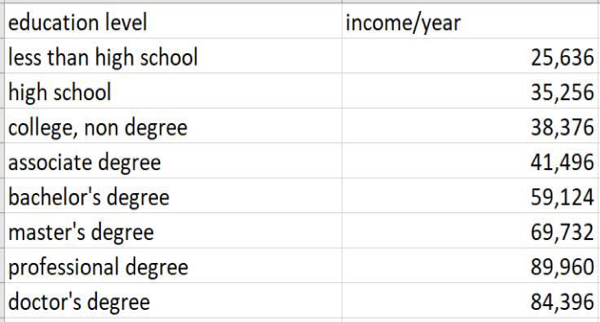 education level income/year
less than high school 25,636
high school 35,256
college, non degree 38,376
associate degree 41,496
bachelor's degree 59,124
master's degree 69,732
professional degree 89,960
doctor's degree 84,396